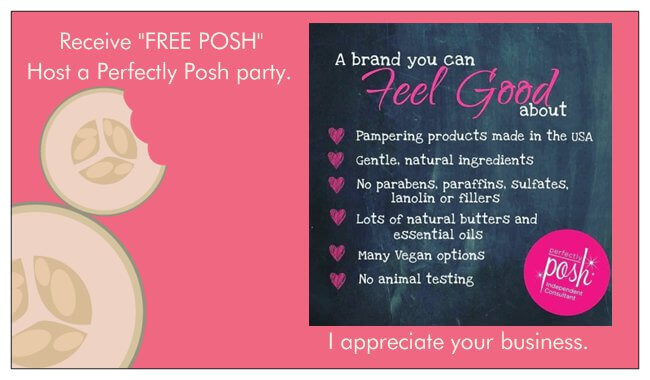 Receive "FREE POSH"
Host a Perfectly Posh party.
A brand you can
Feel Good
about
Pampering products made in the USA
Gentle, natural ingredients
No parabens, paraffins, sulfates,
lanolin or fillers
Lots of natural butters and
essential oils
Many Vegan options
No animal testing
perfectly
posh
Independent
Consultant
I appreciate your business.